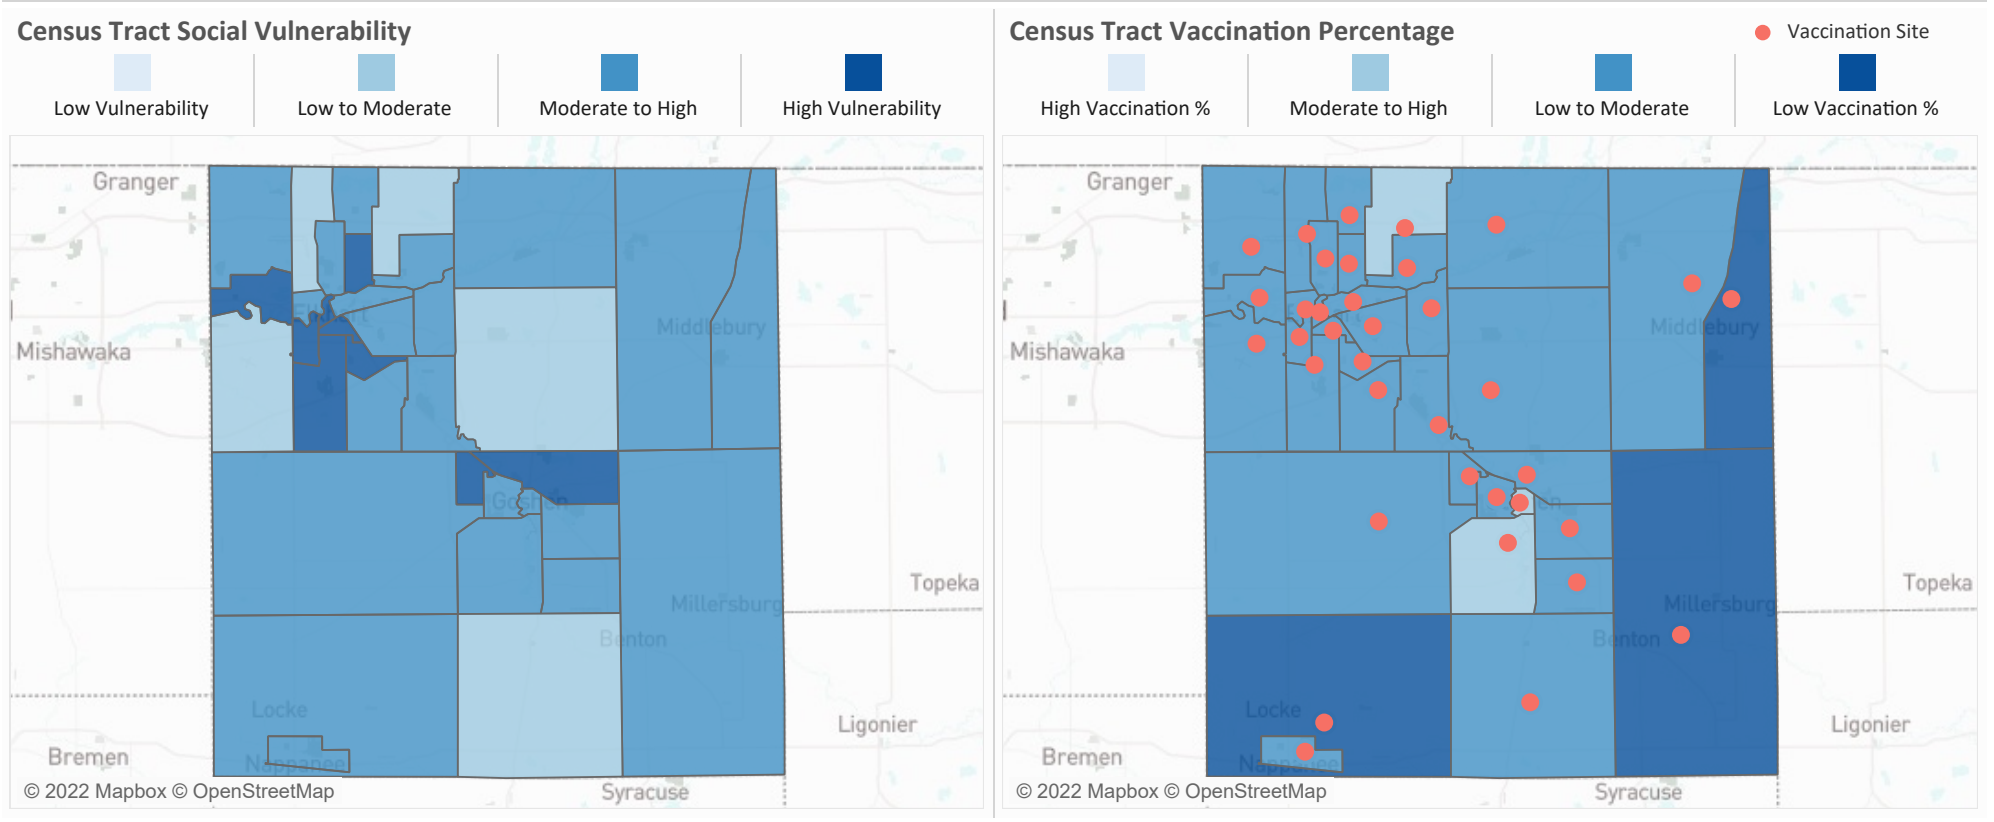 Census Tract Social Vulnerability
Low Vulnerability
Low to Moderate
Moderate to High
High Vulnerability
Granger
Elkhart
Middlebury
Mishawaka
Goshen
Topeka
Millersburg
Benton
Locke
Ligonier
Bremen
Nappanee
Syracuse
© 2022 Mapbox © OpenStreetMap
Census Tract Vaccination Percentage
Vaccination Site
High Vaccination %
Moderate to High
Low to Moderate
Low Vaccination %
Granger
Middlebury
Mishawaka
Topeka
Millersburg
Benton
Locke
Ligonier
Bremen
Nappanee
Syracuse
© 2022 Mapbox © OpenStreetMap